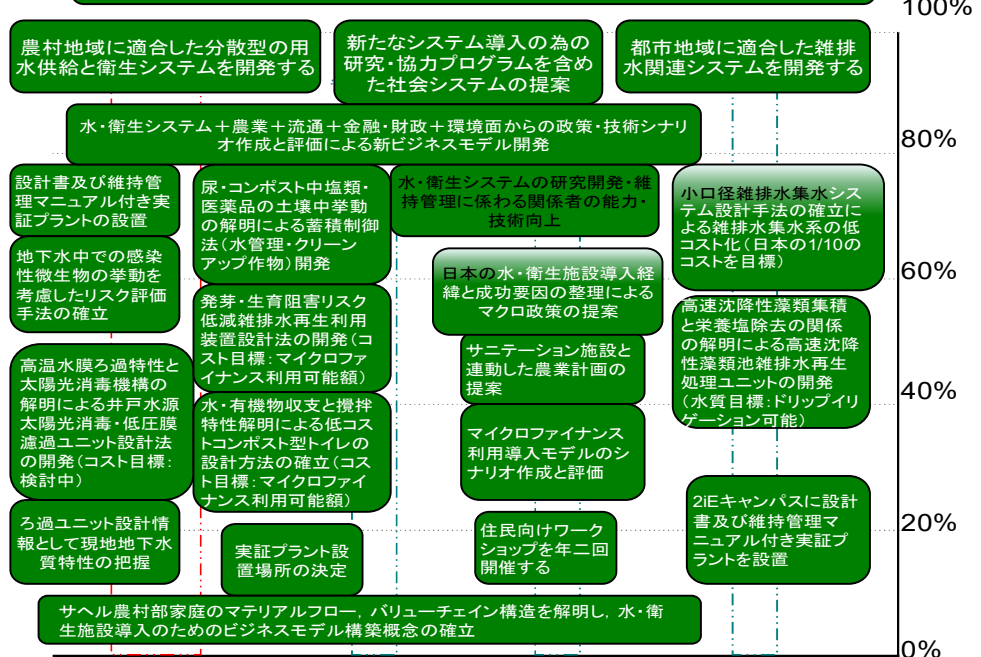 100%
農村地域に適合した分散型の用
水供給と衛生システムを開発する
新たなシステム導入の為の
研究・協力プログラムを含め
た社会システムの提案
都市地域に適合した雑排
水関連システムを開発する
水・衛生システム＋農業＋流通＋金融・財政＋環境面からの政策・技術シナリ
オ作成と評価による新ビジネスモデル開発
80%
設計書及び維持管
理マニュアル付き実
証プラントの設置
尿・コンポスト中塩類・
医薬品の土壌中挙動
の解明による蓄積制御
法（水管理・クリーン
アップ作物）開発
水・衛生システムの研究開発・維
持管理に係わる関係者の能力・
技術向上
小口径雑排水集水シス
テム設計手法の確立に
よる雑排水集水系の低
コスト化（日本の1/10の
コストを目標）
地下水中での感染
性微生物の挙動を
考慮したリスク評価
手法の確立
日本の水・衛生施設導入経
緯と成功要因の整理による
マクロ政策の提案
60%
発芽・生育阻害リスク
低減雑排水再生利用
装置設計法の開発（コ
スト目標：マイクロファ
イナンス利用可能額）
高速沈降性藻類集積
と栄養塩除去の関係
の解明による高速沈降
性藻類池雑排水再生
処理ユニットの開発
（水質目標：ドリップイリ
ゲーション可能）
高温水膜ろ過特性と
太陽光消毒機構の
解明による井戸水源
太陽光消毒・低圧膜
濾過ユニット設計法
の開発（コスト目標：
検討中）
サニテーション施設と
連動した農業計画の
提案
40%
水・有機物収支と攪拌
特性解明による低コス
トコンポスト型トイレの
設計方法の確立（コス
ト目標：マイクロファイ
ナンス利用可能額）
マイクロファイナンス
利用導入モデルのシ
ナリオ作成と評価
2iEキャンパスに設計
書及び維持管理マ
ニュアル付き実証プ
ラントを設置
ろ過ユニット設計情
報として現地地下水
質特性の把握
実証プラント設
置場所の決定
住民向けワーク
ショップを年二回
開催する
20%
サヘル農村部家庭のマテリアルフロー，バリューチェイン構造を解明し，水・衛
生施設導入のためのビジネスモデル構築概念の確立
0%